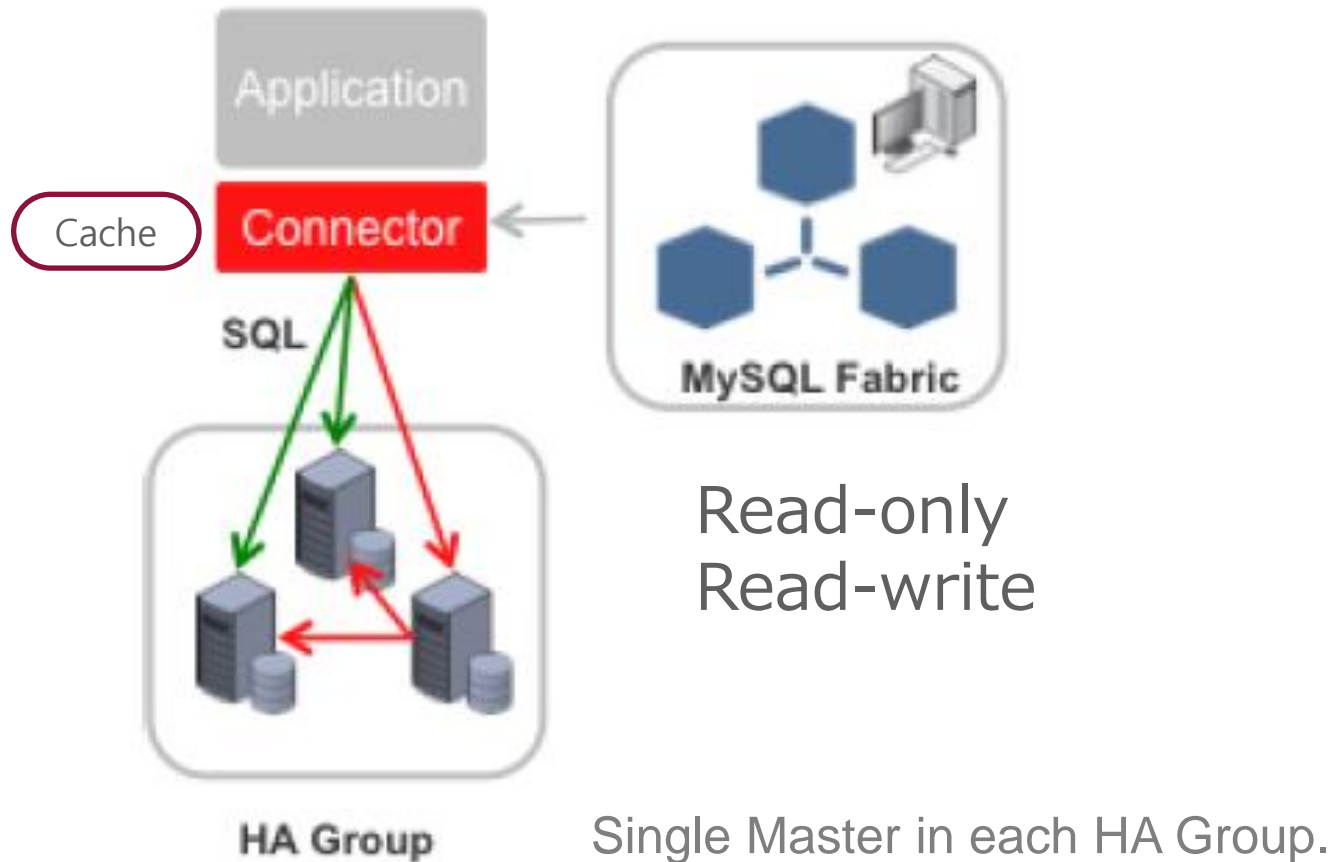 Application
Cache
Connector
SQL
MySQL Fabric
Read-only
Read-write
HA Group
Single Master in each HA Group.